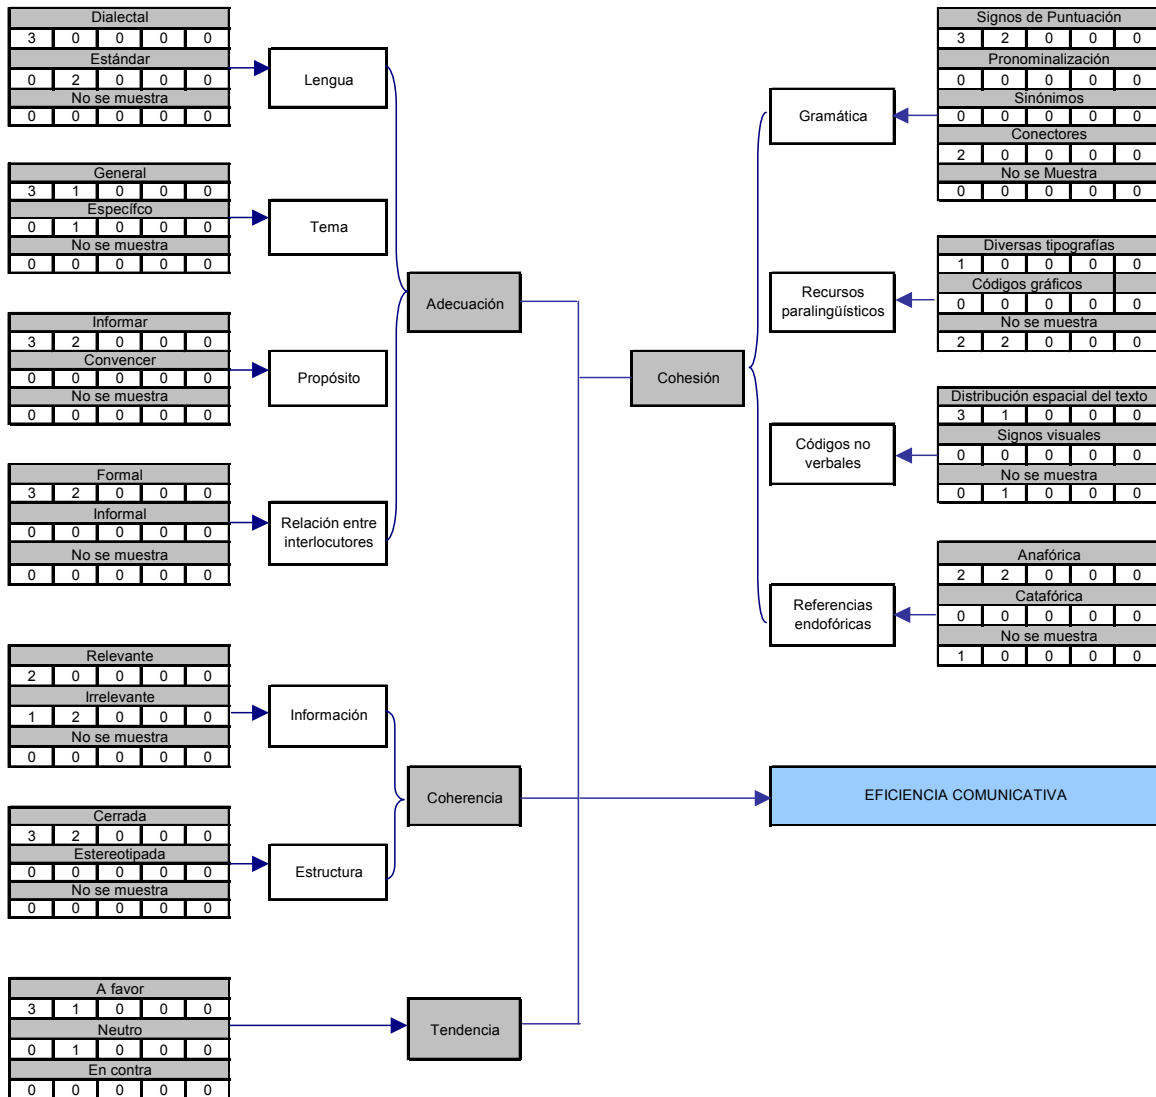 Dialectal
3 0 0 0 0
Estándar
0 2 0 0 0
No se muestra
0 0 0 0 0
Lengua
General
3 1 0 0 0
Específco
0 1 0 0 0
No se muestra
0 0 0 0 0
Tema
Informar
3 2 0 0 0
Convencer
0 0 0 0 0
No se muestra
0 0 0 0 0
Propósito
Formal
3 2 0 0 0
Informal
0 0 0 0 0
No se muestra
0 0 0 0 0
Relación entre
interlocutores
Adecuación
Relevante
2 0 0 0 0
Irrelevante
1 2 0 0 0
No se muestra
0 0 0 0 0
Información
Cerrada
3 2 0 0 0
Estereotipada
0 0 0 0 0
No se muestra
0 0 0 0 0
Estructura
Coherencia
A favor
3 1 0 0 0
Neutro
0 1 0 0 0
En contra
0 0 0 0 0
Tendencia
Cohesión
Gramática
Signos de Puntuación
3 2 0 0 0
Pronominalización
0 0 0 0 0
Sinónimos
0 0 0 0 0
Conectores
2 0 0 0 0
No se Muestra
0 0 0 0 0
Recursos
paralingüísticos
Diversas tipografías
1 0 0 0 0
Códigos gráficos
0 0 0 0 0
No se muestra
2 2 0 0 0
Códigos no
verbales
Distribución espacial del texto
3 1 0 0 0
Signos visuales
0 0 0 0 0
No se muestra
0 1 0 0 0
Referencias
endofóricas
Anafórica
2 2 0 0 0
Catafórica
0 0 0 0 0
No se muestra
1 0 0 0 0
EFICIENCIA COMUNICATIVA